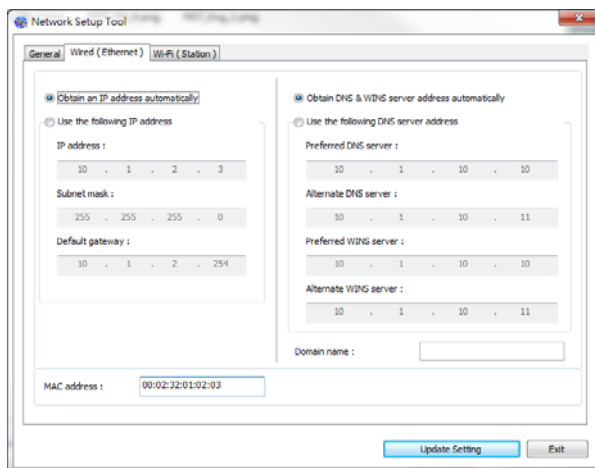 Network Setup Tool
General
Wired ( Ethernet )
Wi-Fi ( Station )
Obtain an IP address automatically
Use the following IP address
IP address :
10 . 1 . 2 . 3
Subnet mask :
255 . 255 . 255 . 0
Default gateway :
10 . 1 . 2 . 254
Obtain DNS & WINS server address automatically
Use the following DNS server address
Preferred DNS server :
10 . 1 . 10 . 10
Alternate DNS server :
10 . 1 . 10 . 11
Preferred WINS server :
10 . 1 . 10 . 10
Alternate WINS server :
10 . 1 . 10 . 11
Domain name :
MAC address :
00:02:32:01:02:03
Update Setting
Exit